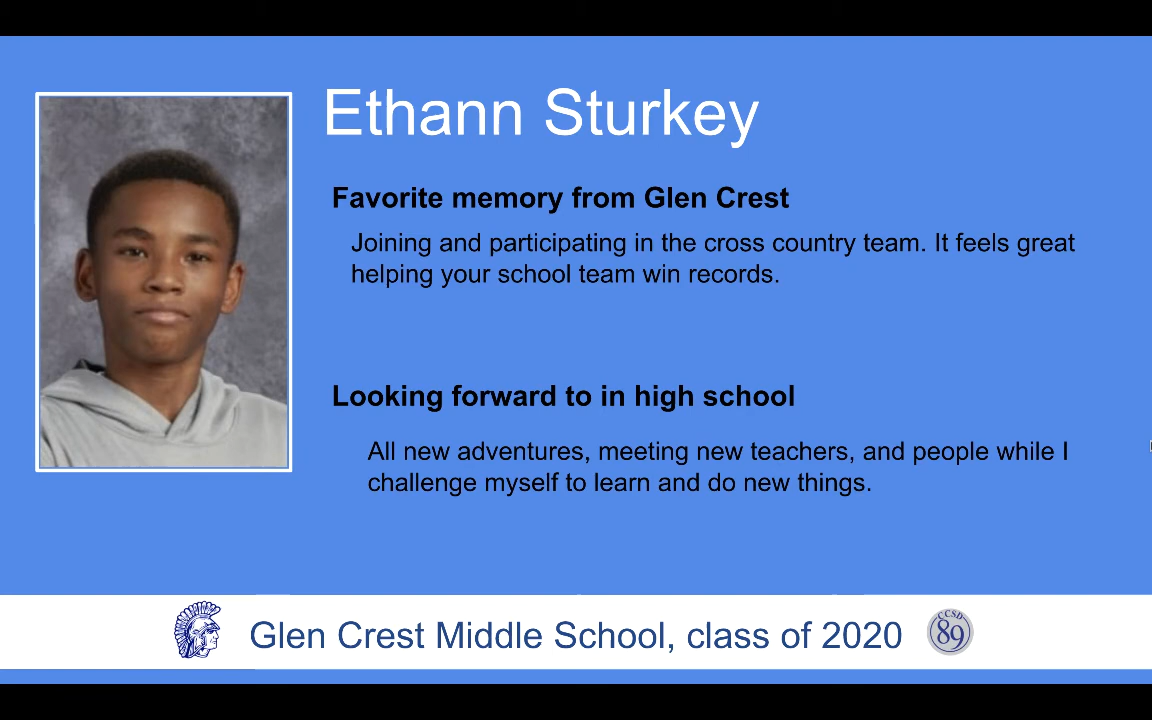 Ethann Sturkey
Favorite memory from Glen Crest
Joining and participating in the cross country team. It feels great
helping your school team win records.
Looking forward to in high school
All new adventures, meeting new teachers, and people while I
challenge myself to learn and do new things.
Glen Crest Middle School, class of 2020
CCSD
89